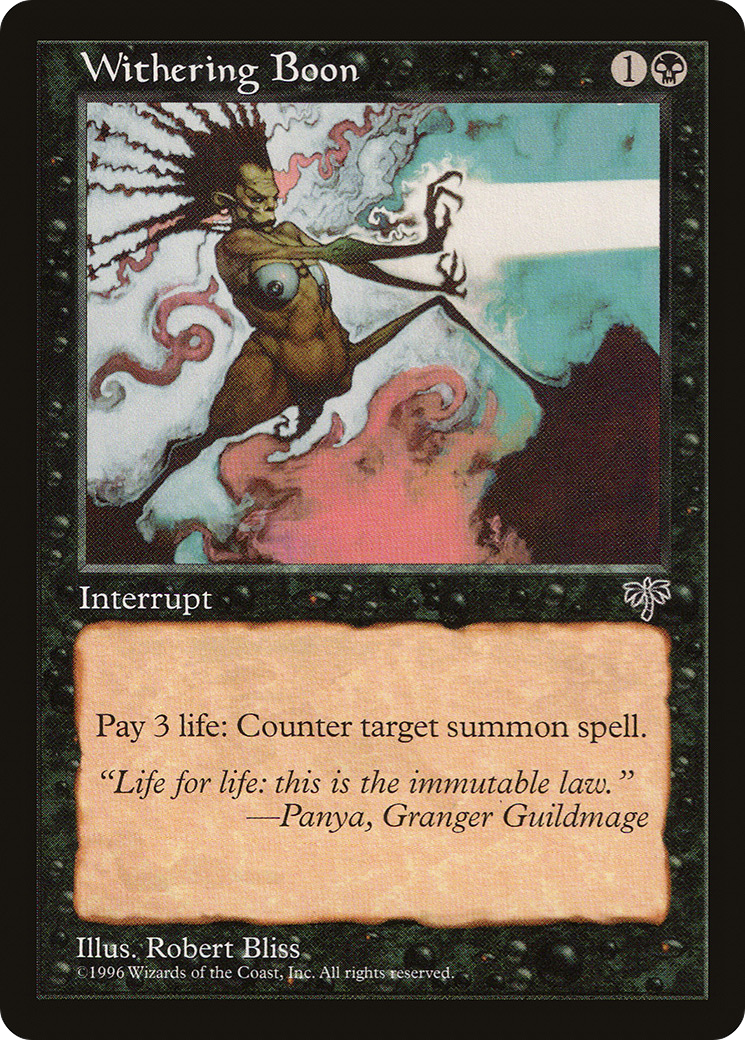 Withering Boon
1
Interrupt
Pay 3 life: Counter target summon spell.
“Life for life: this is the immutable law.”
—Panya, Granger Guildmage
Illus. Robert Bliss
©1996 Wizards of the Coast, Inc. All rights reserved.